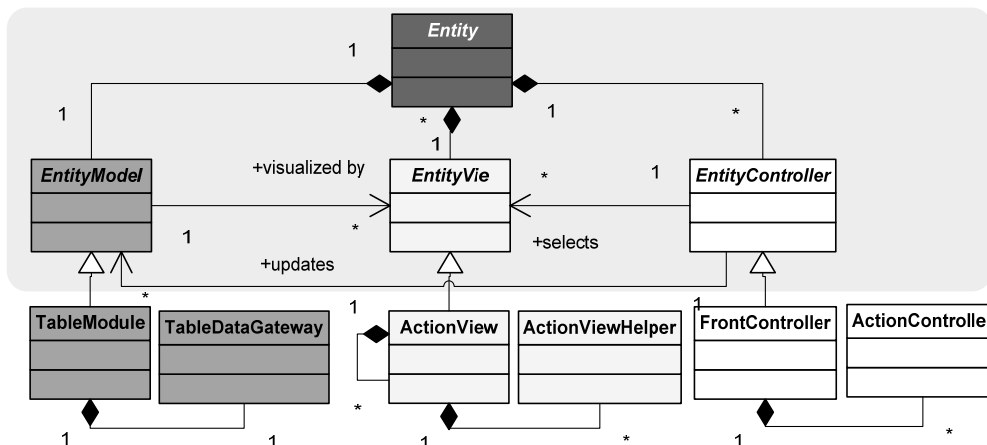 Entity
1
1
1
*
*
1
EntityModel
+visualized by
EntityVie
*
1
EntityController
1
*
+selects
+updates
*
1
1
TableModule
TableDataGateway
ActionView
ActionViewHelper
FrontController
ActionControlle
*
1
1
1
*
1
*